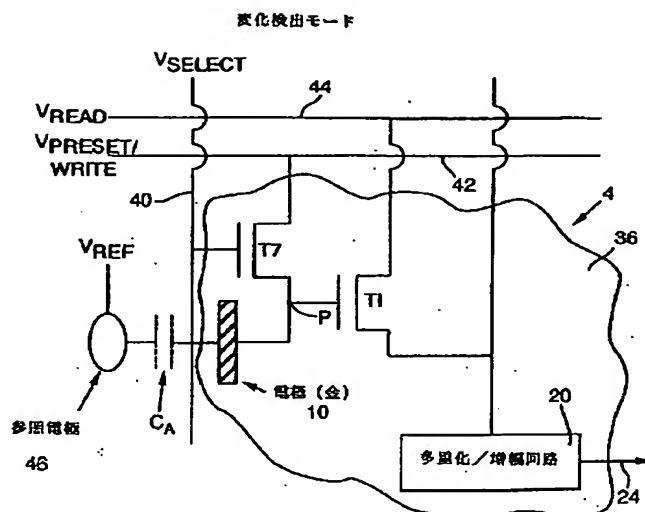 変化検出モード
VSELECT
VREAD
44
VPRESET/
WRITE
42
40
4
36
T7
VREF
T1
P
電極（金）
10
CA
参照電極
46
20
多重化／増幅回路
24